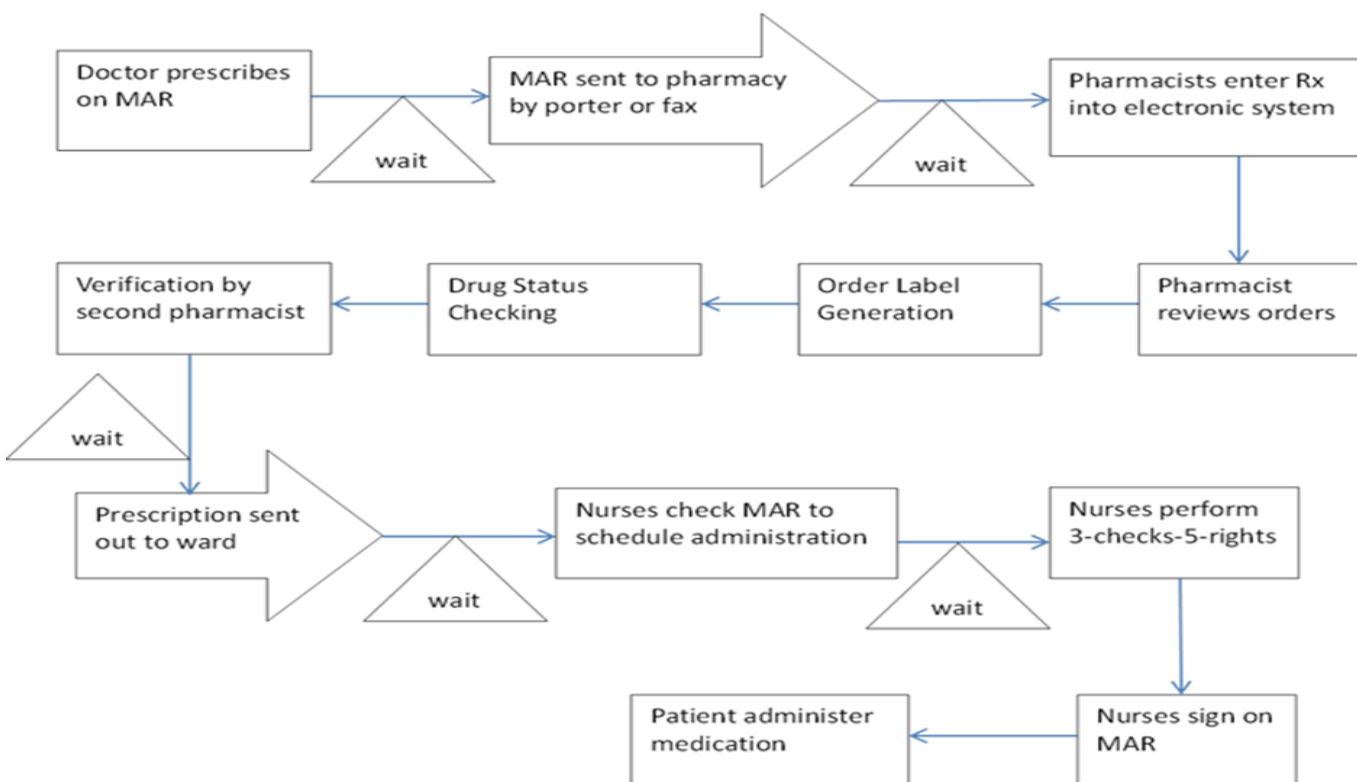 Doctor prescribes
on MAR
wait
MAR sent to pharmacy
by porter or fax
wait
Pharmacists enter Rx
into electronic system
Pharmacist
reviews orders
Order Label
Generation
Drug Status
Checking
Verification by
second pharmacist
wait
Prescription sent
out to ward
wait
Nurses check MAR to
schedule administration
wait
Nurses perform
3-checks-5-rights
Nurses sign on
MAR
Patient administer
medication